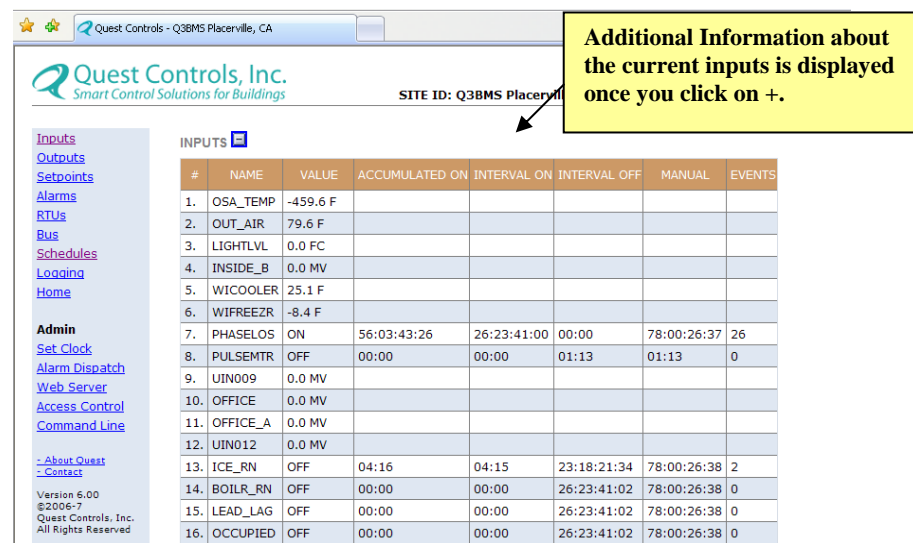 Quest Controls - Q3BMS Placerville, CA
Additional Information about
the current inputs is displayed
once you click on +.
Quest Controls, Inc.
Smart Control Solutions for Buildings
SITE ID: Q3BMS Placervil
Inputs
Outputs
Setpoints
Alarms
RTUs
Bus
Schedules
Logging
Home
Admin
Set Clock
Alarm Dispatch
Web Server
Access Control
Command Line
- About Quest
- Contact
Version 6.00
©2006-7
Quest Controls, Inc.
All Rights Reserved
INPUTS
# NAME VALUE ACCUMULATED ON INTERVAL ON INTERVAL OFF MANUAL EVENTS
1. OSA_TEMP -459.6 F
2. OUT_AIR 79.6 F
3. LIGHTLVL 0.0 FC
4. INSIDE_B 0.0 MV
5. WICOOLER 25.1 F
6. WIFREEZR -8.4 F
7. PHASELOS ON 56:03:43:26 26:23:41:00 00:00 78:00:26:37 26
8. PULSEMTR OFF 00:00 00:00 01:13 01:13 0
9. UIN009 0.0 MV
10. OFFICE 0.0 MV
11. OFFICE_A 0.0 MV
12. UIN012 0.0 MV
13. ICE_RN OFF 04:16 04:15 23:18:21:34 78:00:26:38 2
14. BOILR_RN OFF 00:00 00:00 26:23:41:02 78:00:26:38 0
15. LEAD_LAG OFF 00:00 00:00 26:23:41:02 78:00:26:38 0
16. OCCUPIED OFF 00:00 00:00 26:23:41:02 78:00:26:38 0